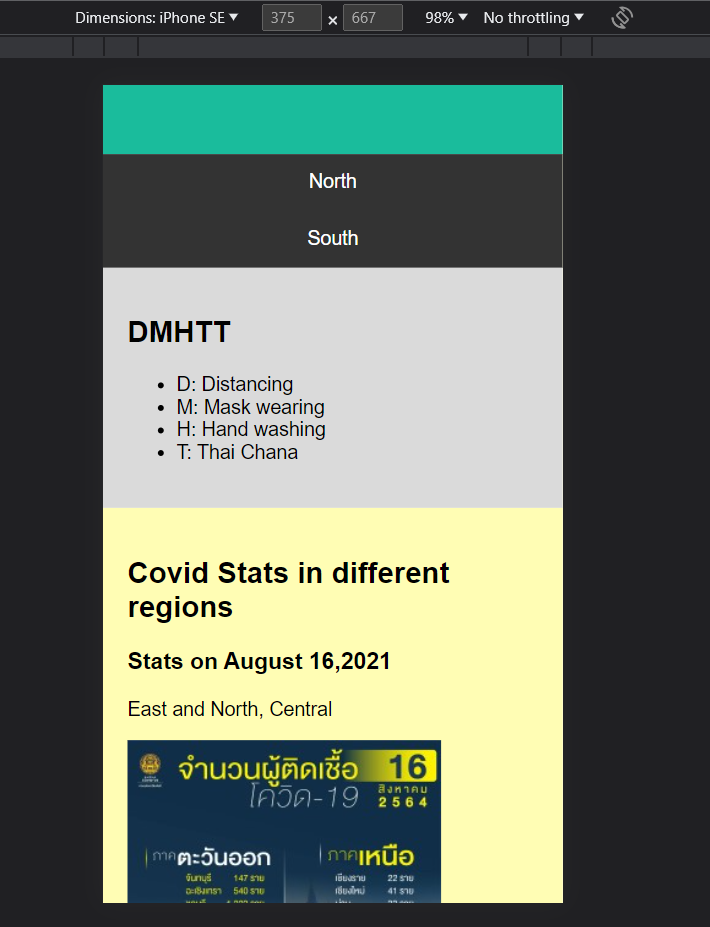 Dimensions: iPhone SE 375 × 667 98% No throttling
North
South
DMHTT
D: Distancing
M: Mask wearing
H: Hand washing
T: Thai Chana
Covid Stats in different
regions
Stats on August 16,2021
East and North, Central
จำนวนผู้ติดเชื้อ 16
โควิด-19 สิงหาคม
2564
ภาคตะวันออก ภาคเหนือ
จันทบุรี 147 ราย เชียงราย 22 ราย
ฉะเชิงเทรา 540 ราย เชียงใหม่ 41 ราย